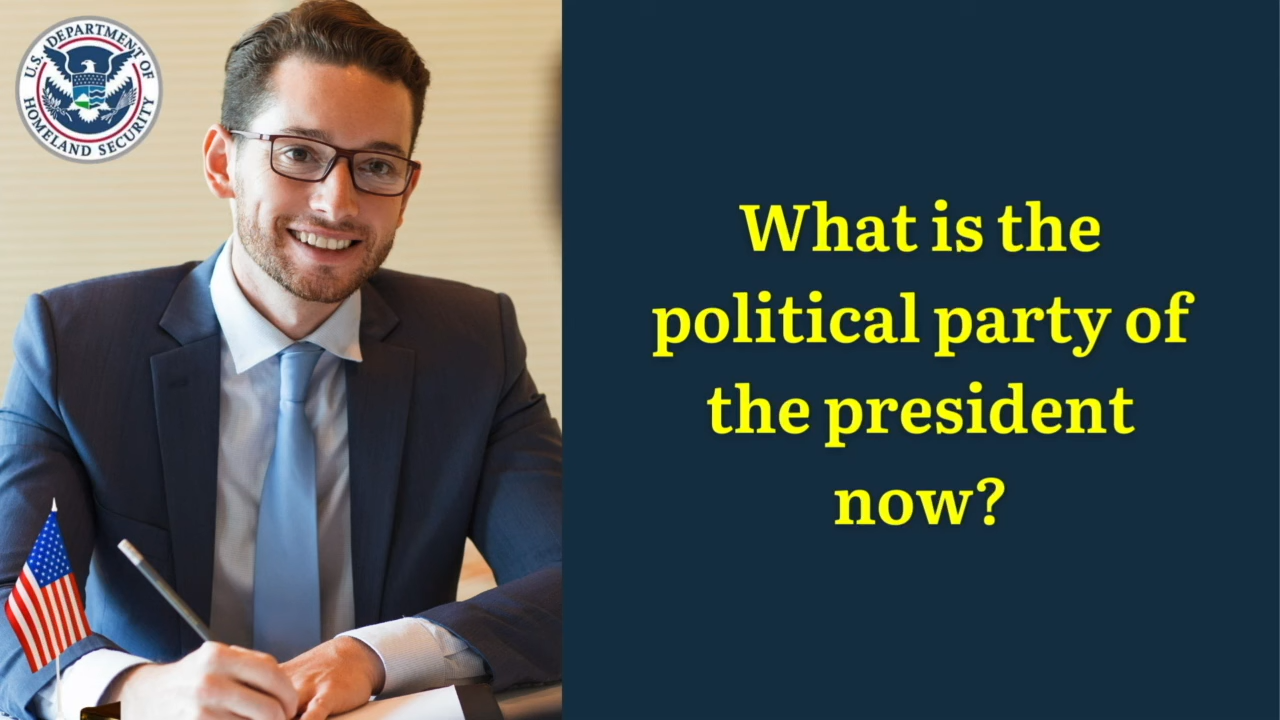 U.S. DEPARTMENT OF
HOMELAND SECURITY
What is the
political party of
the president
now?